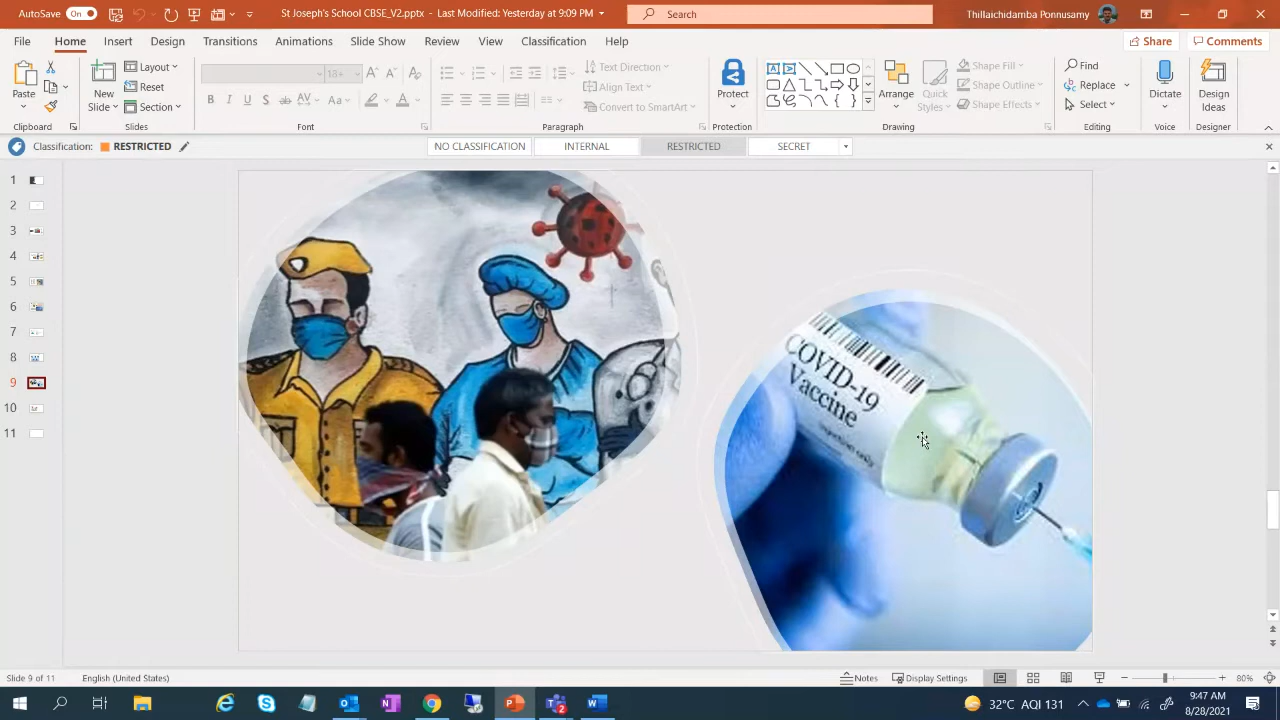 AutoSave On St Joseph's School CBSE_V2.pptx - Last Modified: Yesterday at 9:09 PM Search Thillaichidamba Ponnusamy
File Home Insert Draw Design Transitions Animations Slide Show Review View Classification Help Share Comments
Paste
New
Slide
Layout
Reset
Section
18+
Text Direction
Align Text
Convert to SmartArt
Protect
Arrange
Quick
Styles
Shape Fill
Shape Outline
Shape Effects
Find
Replace
Select
Dictate
Design
Ideas
Clipboard Slides Font Paragraph Protection Drawing Editing Voice Designer
Classification: RESTRICTED NO CLASSIFICATION INTERNAL RESTRICTED SECRET
1
2
3
4
5
6
7
8
9
10
11
COVID-19
Vaccine
Slide 9 of 11 English (United States) Notes Display Settings 80%
32°C AQI 131
9:47 AM
8/28/2021